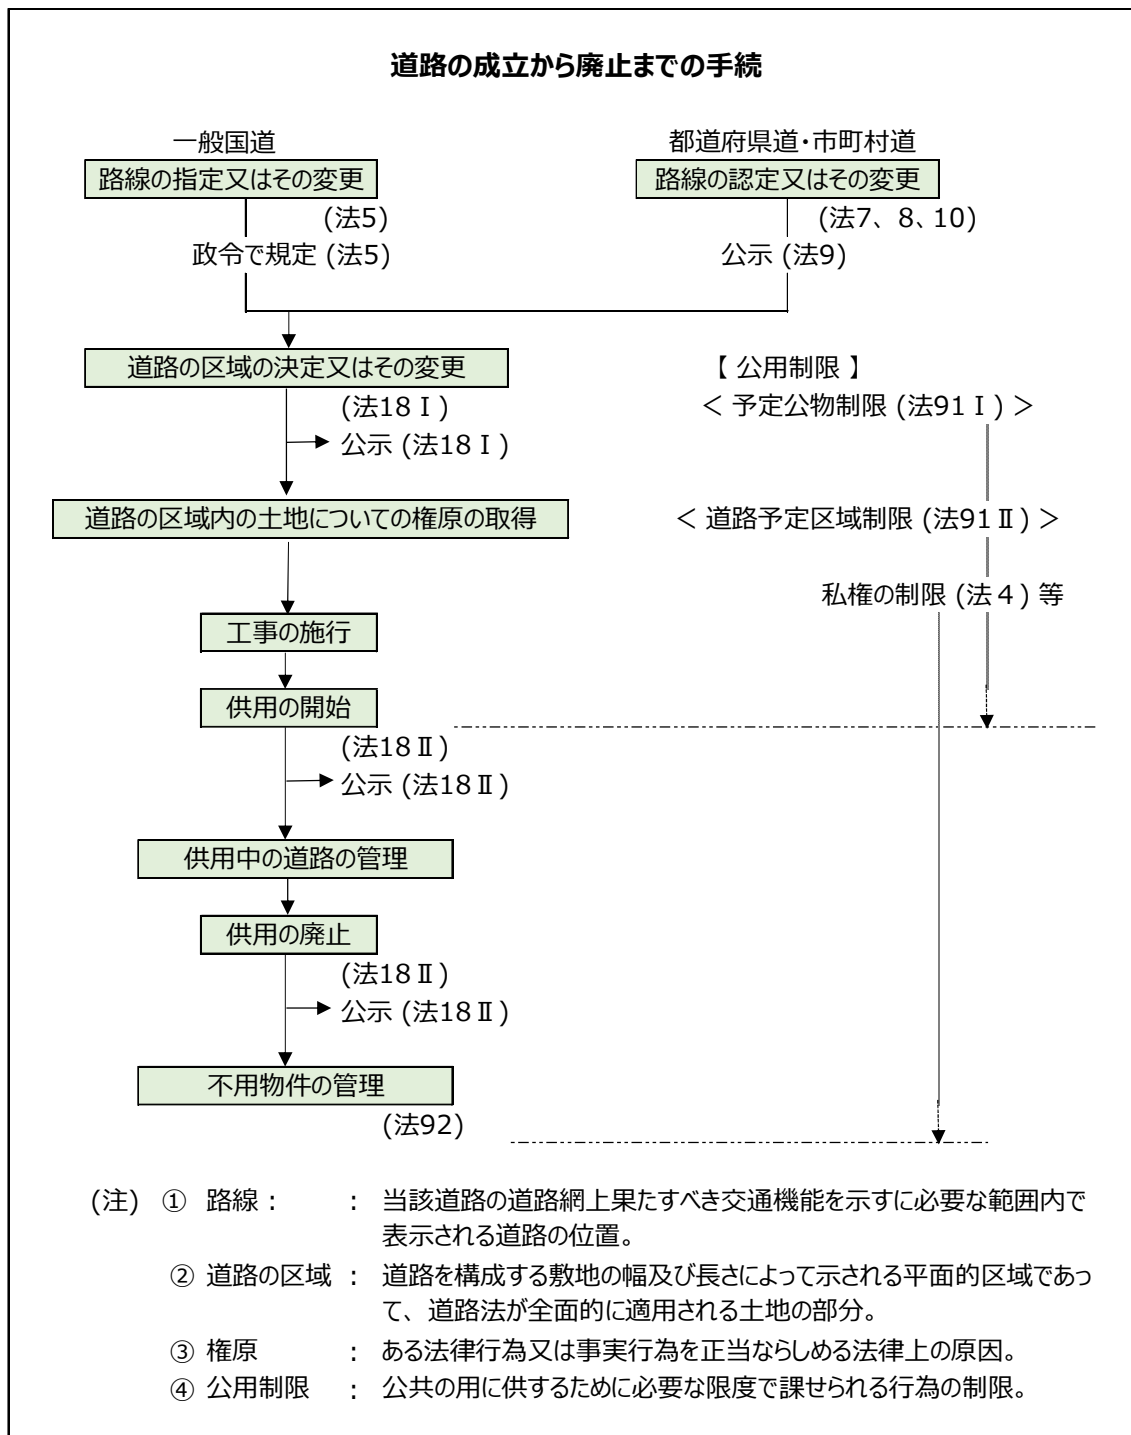 道路の成立から廃止までの手続
一般国道
都道府県道・市町村道
路線の指定又はその変更
路線の認定又はその変更
(法5)
(法7、8、10)
政令で規定 (法5)
公示 (法9)
道路の区域の決定又はその変更
【 公用制限 】
(法18Ⅰ)
< 予定公物制限 (法91Ⅰ) >
公示 (法18Ⅰ)
道路の区域内の土地についての権原の取得
< 道路予定区域制限 (法91Ⅱ) >
私権の制限 (法4) 等
工事の施行
供用の開始
(法18Ⅱ)
公示 (法18Ⅱ)
供用中の道路の管理
供用の廃止
(法18Ⅱ)
公示 (法18Ⅱ)
不用物件の管理
(法92)
(注) ① 路線: : 当該道路の道路網上果たすべき交通機能を示すに必要な範囲内で
表示される道路の位置。
② 道路の区域 : 道路を構成する敷地の幅及び長さによって示される平面的区域であっ
て、道路法が全面的に適用される土地の部分。
③ 権原 : ある法律行為又は事実行為を正当ならしめる法律上の原因。
④ 公用制限 : 公共の用に供するために必要な限度で課せられる行為の制限。